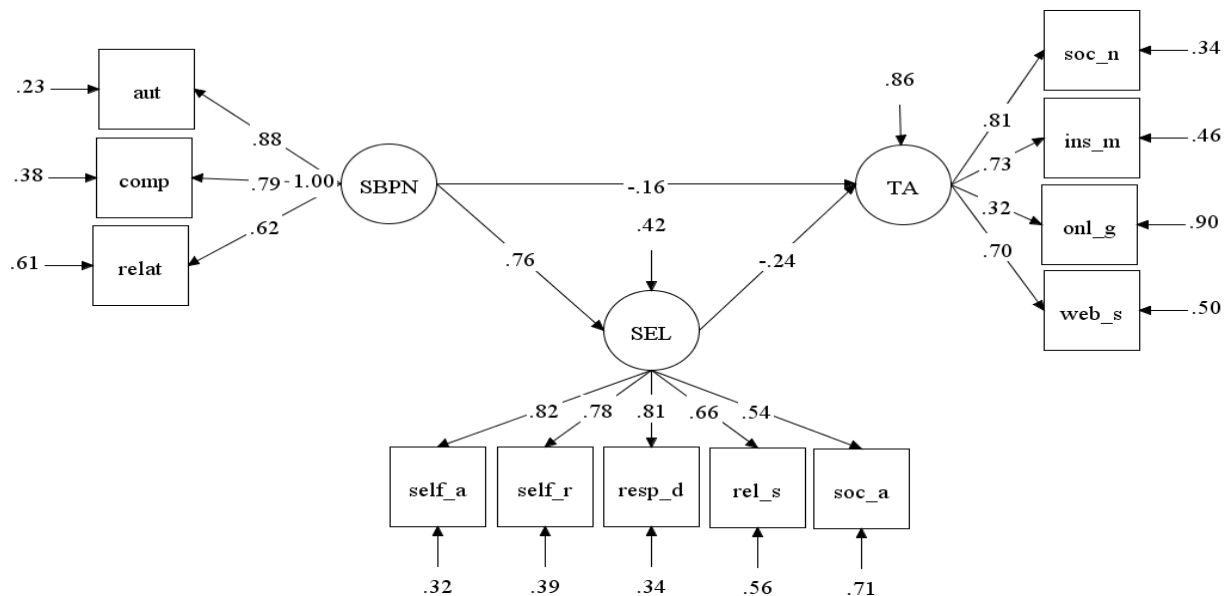 .23
aut
.88
.38
comp
.79
1.00
SBPN
relat
.62
.61
-.16
.76
.42
SEL
-.24
.86
TA
.81
soc_n
.34
.73
ins_m
.46
.32
onl_g
.90
.70
web_s
.50
.82
.78
.81
.66
.54
self_a
self_r
resp_d
rel_s
soc_a
.32
.39
.34
.56
.71